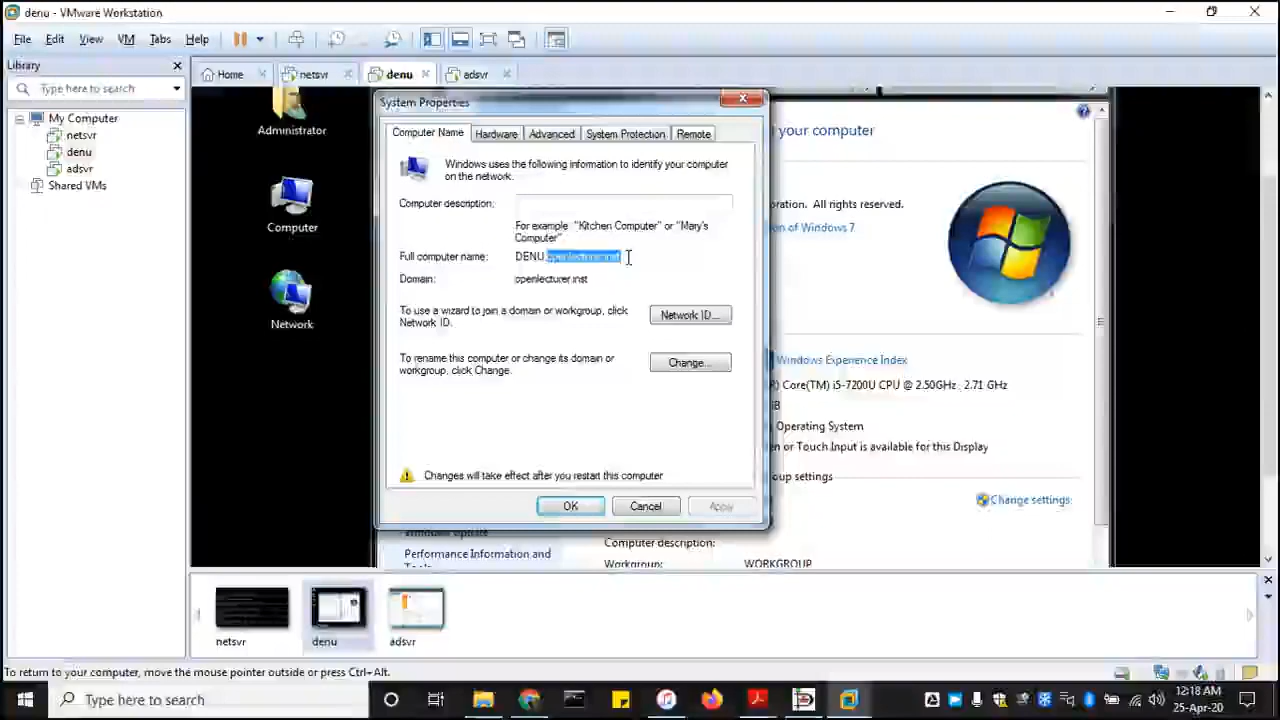 denu - VMware Workstation
File Edit View VM Tabs Help
Library
Type here to search
My Computer
netsvr
denu
adsvr
Shared VMs
Home netsvr denu adsvr
Administrator
Computer
Network
System Properties
Computer Name Hardware Advanced System Protection Remote
Windows uses the following information to identify your computer
on the network.
Computer description:
For example: "Kitchen Computer" or "Mary's
Computer"
Full computer name: DENU.openlecturer.inst
Domain: openlecturer.inst
To use a wizard to join a domain or workgroup, click
Network ID.
Network ID...
To rename this computer or change its domain or
workgroup, click Change.
Change...
Changes will take effect after you restart this computer
OK Cancel Apply
your computer
ration. All rights reserved.
on of Windows 7
Windows Experience Index
R) Core(TM) i5-7200U CPU @ 2.50GHz 2.71 GHz
iB
Operating System
n or Touch Input is available for this Display
oup settings
Change settings
Windows Update
Performance Information and
Tools
Computer description:
Workgroup: WORKGROUP
netsvr denu adsvr
To return to your computer, move the mouse pointer outside or press Ctrl+Alt.
Type here to search
12:18 AM
25-Apr-20